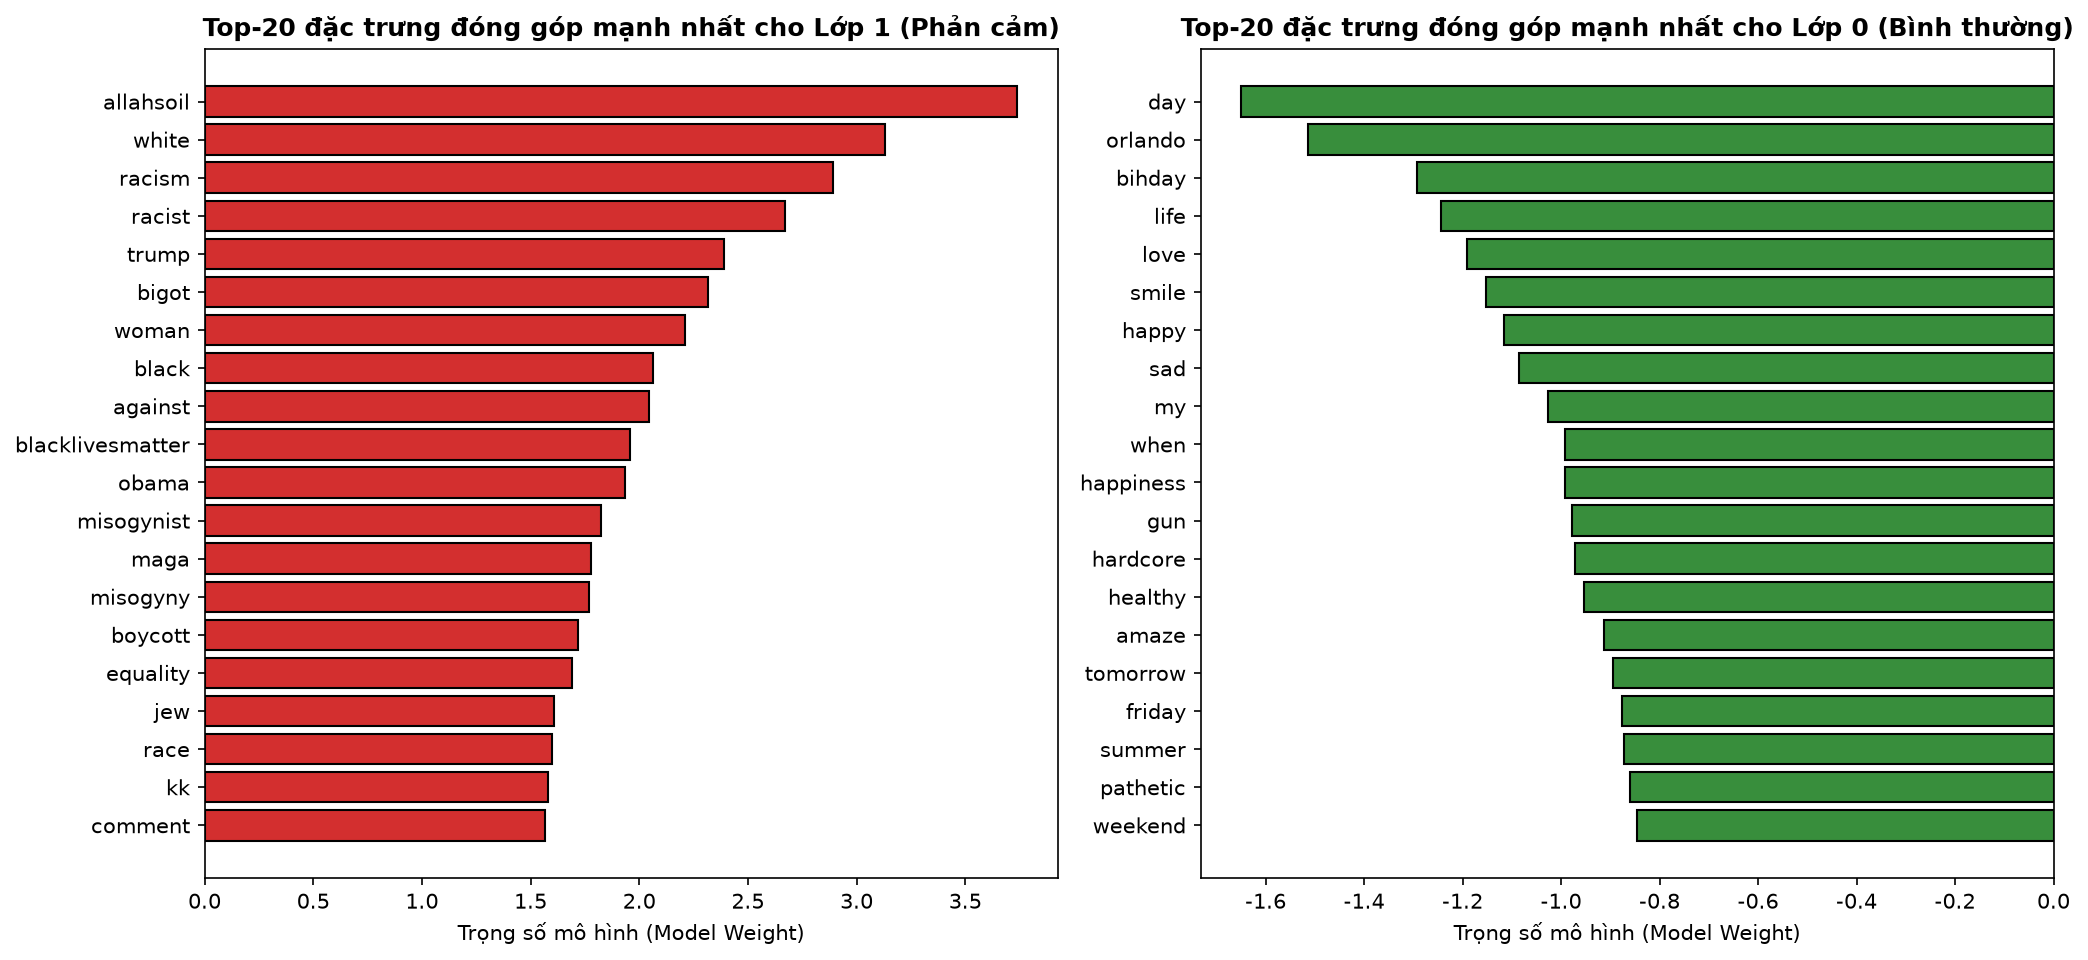 Top-20 đặc trưng đóng góp mạnh nhất cho Lớp 1 (Phản cảm)
allahsoil
white
racism
racist
trump
bigot
woman
black
against
blacklivesmatter
obama
misogynist
maga
misogyny
boycott
equality
jew
race
kk
comment
0.0 0.5 1.0 1.5 2.0 2.5 3.0 3.5
Trọng số mô hình (Model Weight)
Top-20 đặc trưng đóng góp mạnh nhất cho Lớp 0 (Bình thường)
day
orlando
bihday
life
love
smile
happy
sad
my
when
happiness
gun
hardcore
healthy
amaze
tomorrow
friday
summer
pathetic
weekend
-1.6 -1.4 -1.2 -1.0 -0.8 -0.6 -0.4 -0.2 0.0
Trọng số mô hình (Model Weight)